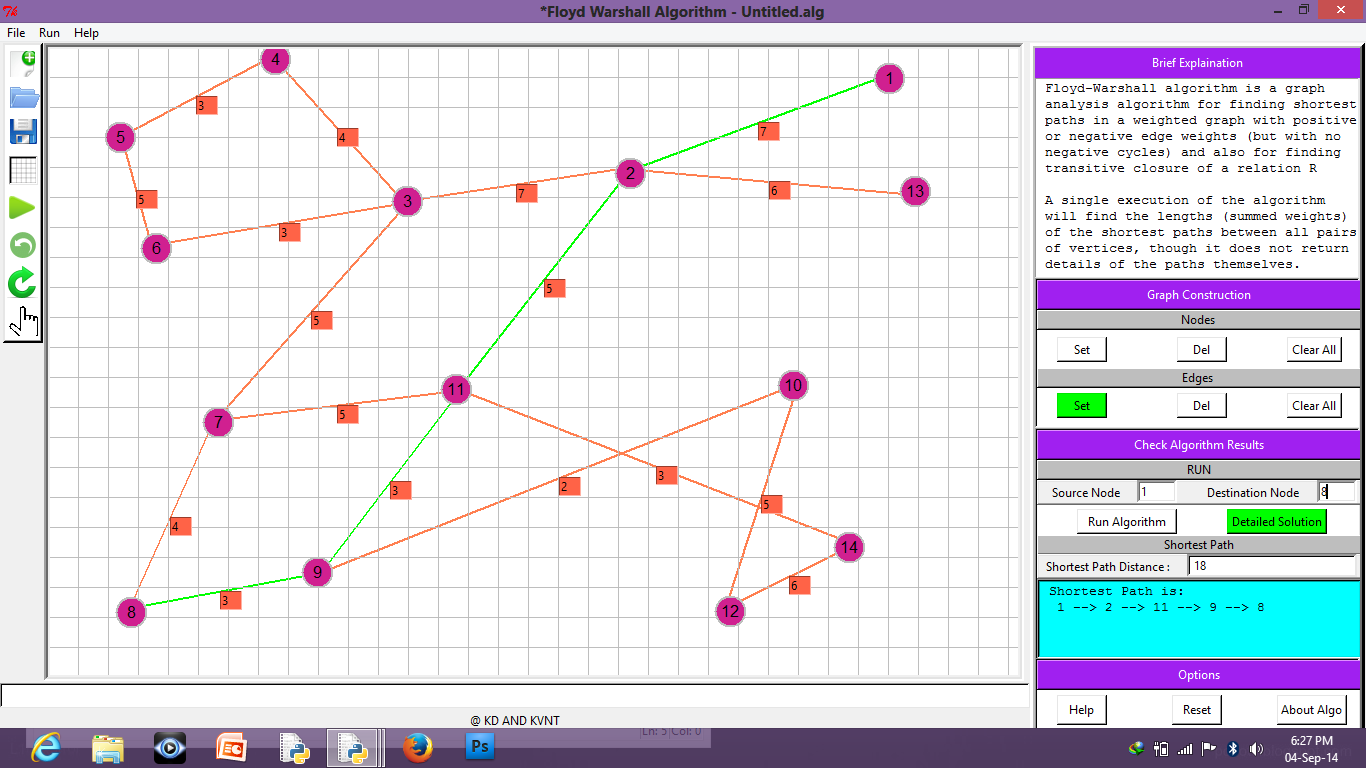 *Floyd Warshall Algorithm - Untitled.alg
File Run Help
4
1
3
5
4
7
2
13
6
7
3
5
6
3
5
5
11
10
7
5
3
3
2
5
4
14
9
6
3
8
12
Brief Explaination
Floyd-Warshall algorithm is a graph
analysis algorithm for finding shortest
paths in a weighted graph with positive
or negative edge weights (but with no
negative cycles) and also for finding
transitive closure of a relation R
A single execution of the algorithm
will find the lengths (summed weights)
of the shortest paths between all pairs
of vertices, though it does not return
details of the paths themselves.
Graph Construction
Nodes
Set Del Clear All
Edges
Set Del Clear All
Check Algorithm Results
RUN
Source Node 1 Destination Node 8
Run Algorithm Detailed Solution
Shortest Path
Shortest Path Distance : 18
Shortest Path is:
1 --> 2 --> 11 --> 9 --> 8
Options
Help Reset About Algo
@ KD AND KVNT
Ln: 5 Col: 0
Ps
6:27 PM
04-Sep-14